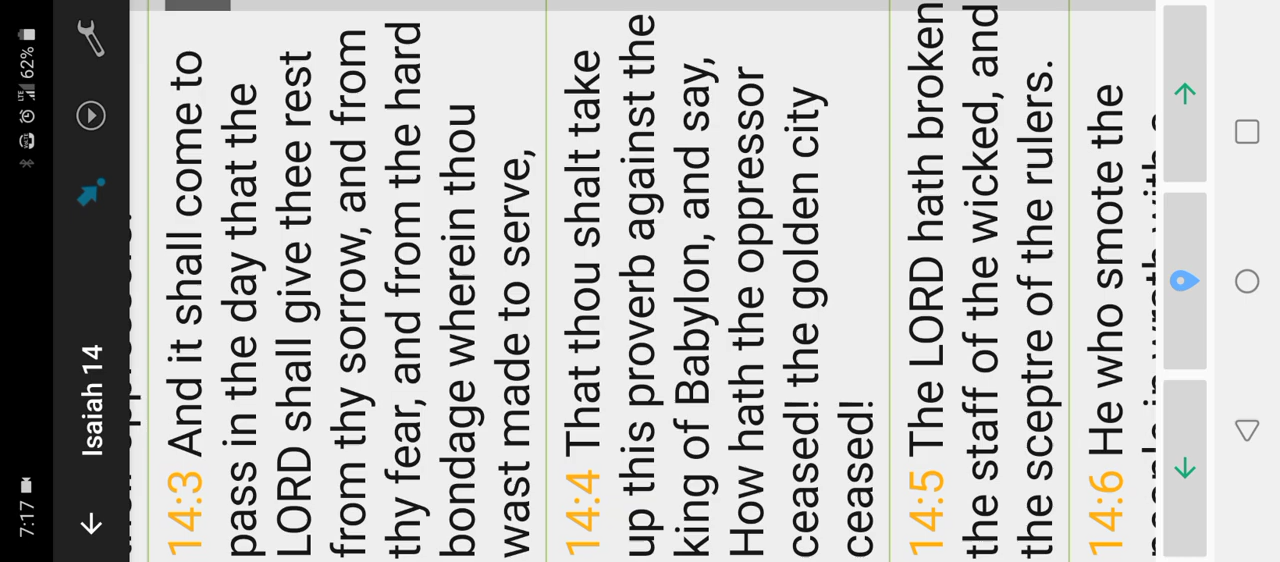 7:17
LTE 62%
Isaiah 14
14:3 And it shall come to
pass in the day that the
LORD shall give thee rest
from thy sorrow, and from
thy fear, and from the hard
bondage wherein thou
wast made to serve,
14:4 That thou shalt take
up this proverb against the
king of Babylon, and say,
How hath the oppressor
ceased! the golden city
ceased!
14:5 The LORD hath broken
the staff of the wicked, and
the sceptre of the rulers.
14:6 He who smote the